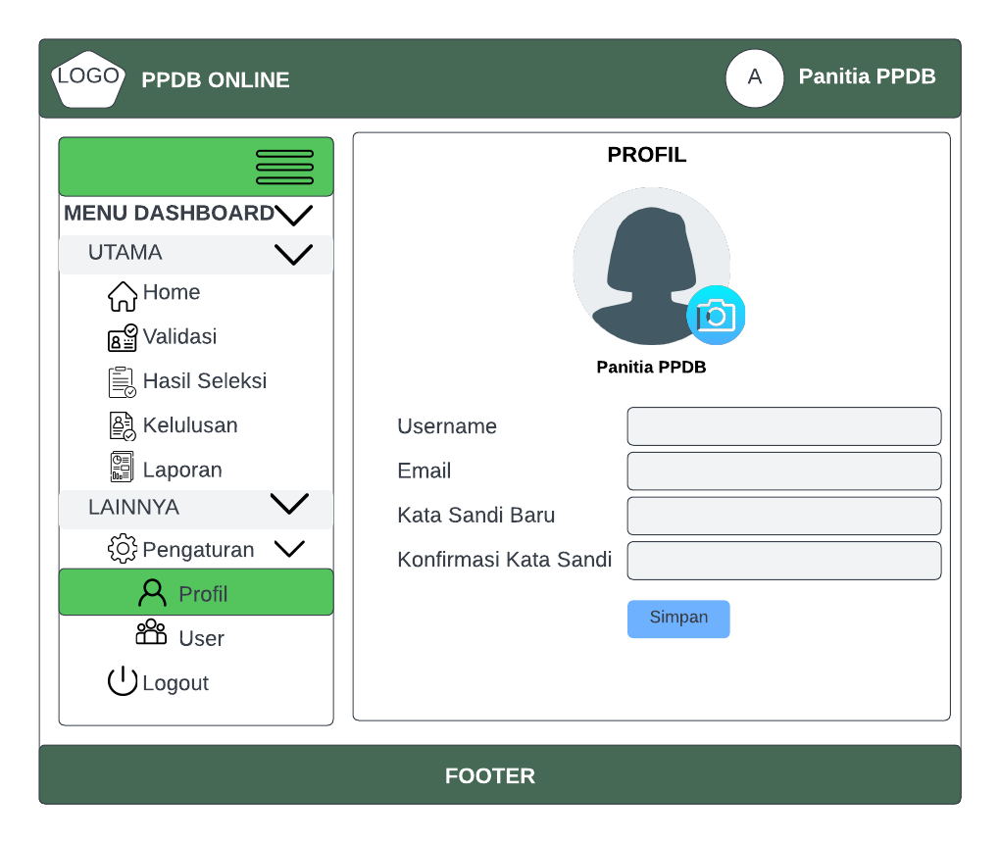 LOGO
PPDB ONLINE
A
Panitia PPDB
MENU DASHBOARD
UTAMA
Home
Validasi
Hasil Seleksi
Kelulusan
Laporan
LAINNYA
Pengaturan
Profil
User
Logout
PROFIL
Panitia PPDB
Username
Email
Kata Sandi Baru
Konfirmasi Kata Sandi
Simpan
FOOTER